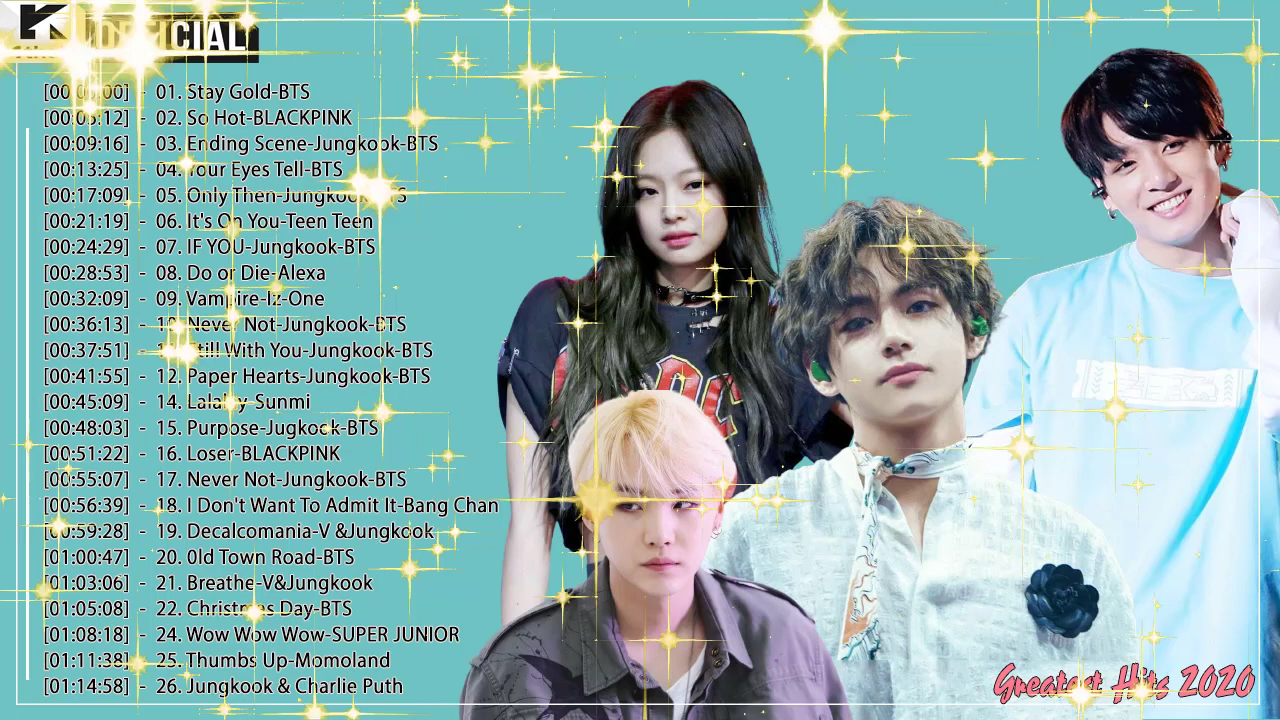 OFFICIAL
[00:00:00] - 01. Stay Gold-BTS
[00:05:12] - 02. So Hot-BLACKPINK
[00:09:16] - 03. Ending Scene-Jungkook-BTS
[00:13:25] - 04. Your Eyes Tell-BTS
[00:17:09] - 05. Only Then-Jungkook-BTS
[00:21:19] - 06. It's On You-Teen Teen
[00:24:29] - 07. IF YOU-Jungkook-BTS
[00:28:53] - 08. Do or Die-Alexa
[00:32:09] - 09. Vampire-Iz-One
[00:36:13] - 10. Never Not-Jungkook-BTS
[00:37:51] - Still With You-Jungkook-BTS
[00:41:55] - 12. Paper Hearts-Jungkook-BTS
[00:45:09] - 14. Lalalay-Sunmi
[00:48:03] - 15. Purpose-Jugkook-BTS
[00:51:22] - 16. Loser-BLACKPINK
[00:55:07] - 17. Never Not-Jungkook-BTS
[00:56:39] - 18. I Don't Want To Admit It-Bang Chan
[00:59:28] - 19. Decalcomania-V &Jungkook
[01:00:47] - 20. 0ld Town Road-BTS
[01:03:06] - 21. Breathe-V&Jungkook
[01:05:08] - 22. Christmas Day-BTS
[01:08:18] - 24. Wow Wow Wow-SUPER JUNIOR
[01:11:38] - 25. Thumbs Up-Momoland
[01:14:58] - 26. Jungkook & Charlie Puth
Greatest Hits 2020